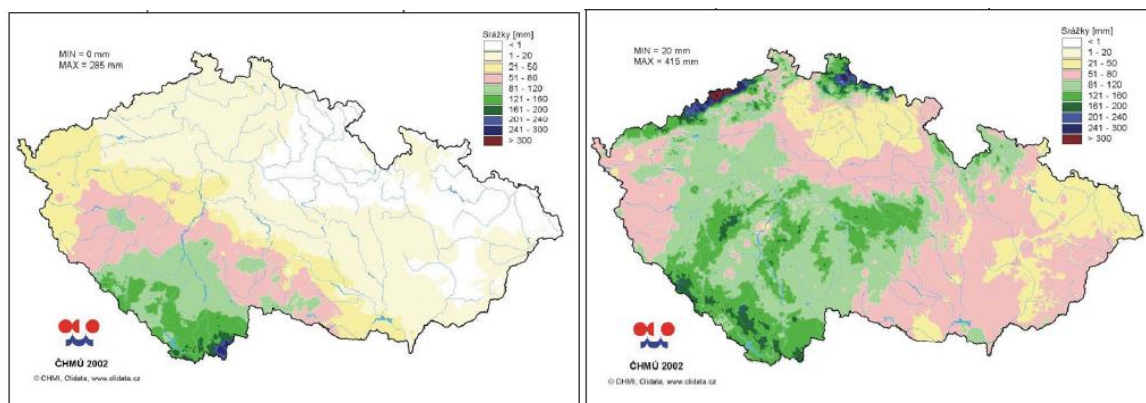 MIN = 0 mm
MAX = 285 mm
Srážky [mm]
< 1
1 - 20
21 - 50
51 - 80
81 - 120
121 - 160
161 - 200
201 - 240
241 - 300
> 300
ČHMÚ 2002
© CHMI, Clidata, www.clidata.cz
MIN = 20 mm
MAX = 415 mm
Srážky [mm]
< 1
1 - 20
21 - 50
51 - 80
81 - 120
121 - 160
161 - 200
201 - 240
241 - 300
> 300
ČHMÚ 2002
© CHMI, Clidata, www.clidata.cz